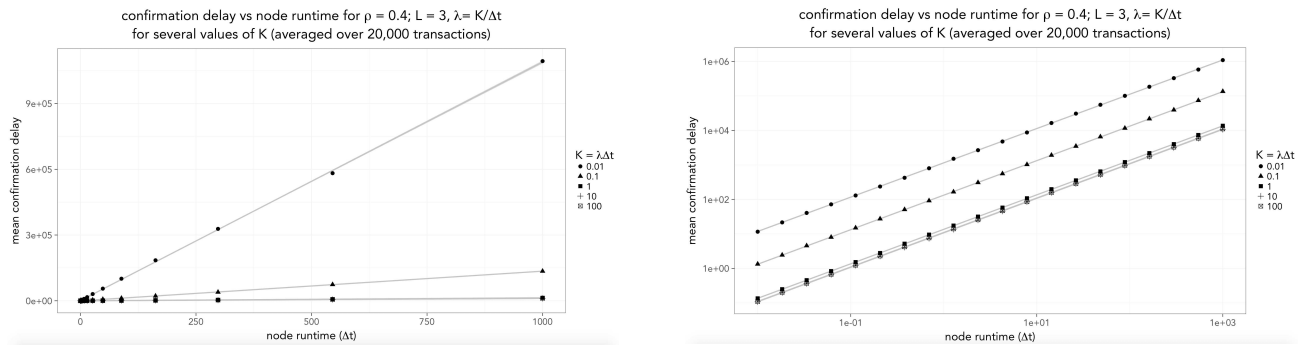 confirmation delay vs node runtime for ρ = 0.4; L = 3, λ= K/Δt
for several values of K (averaged over 20,000 transactions)
9e+05
6e+05
3e+05
0e+00
mean confirmation delay
0
250
500
750
1000
node runtime (Δt)
K = λΔt
0.01
0.1
1
10
100
confirmation delay vs node runtime for ρ = 0.4; L = 3, λ= K/Δt
for several values of K (averaged over 20,000 transactions)
1e+06
1e+04
1e+02
1e+00
mean confirmation delay
1e-01
1e+01
1e+03
node runtime (Δt)
K = λΔt
0.01
0.1
1
10
100